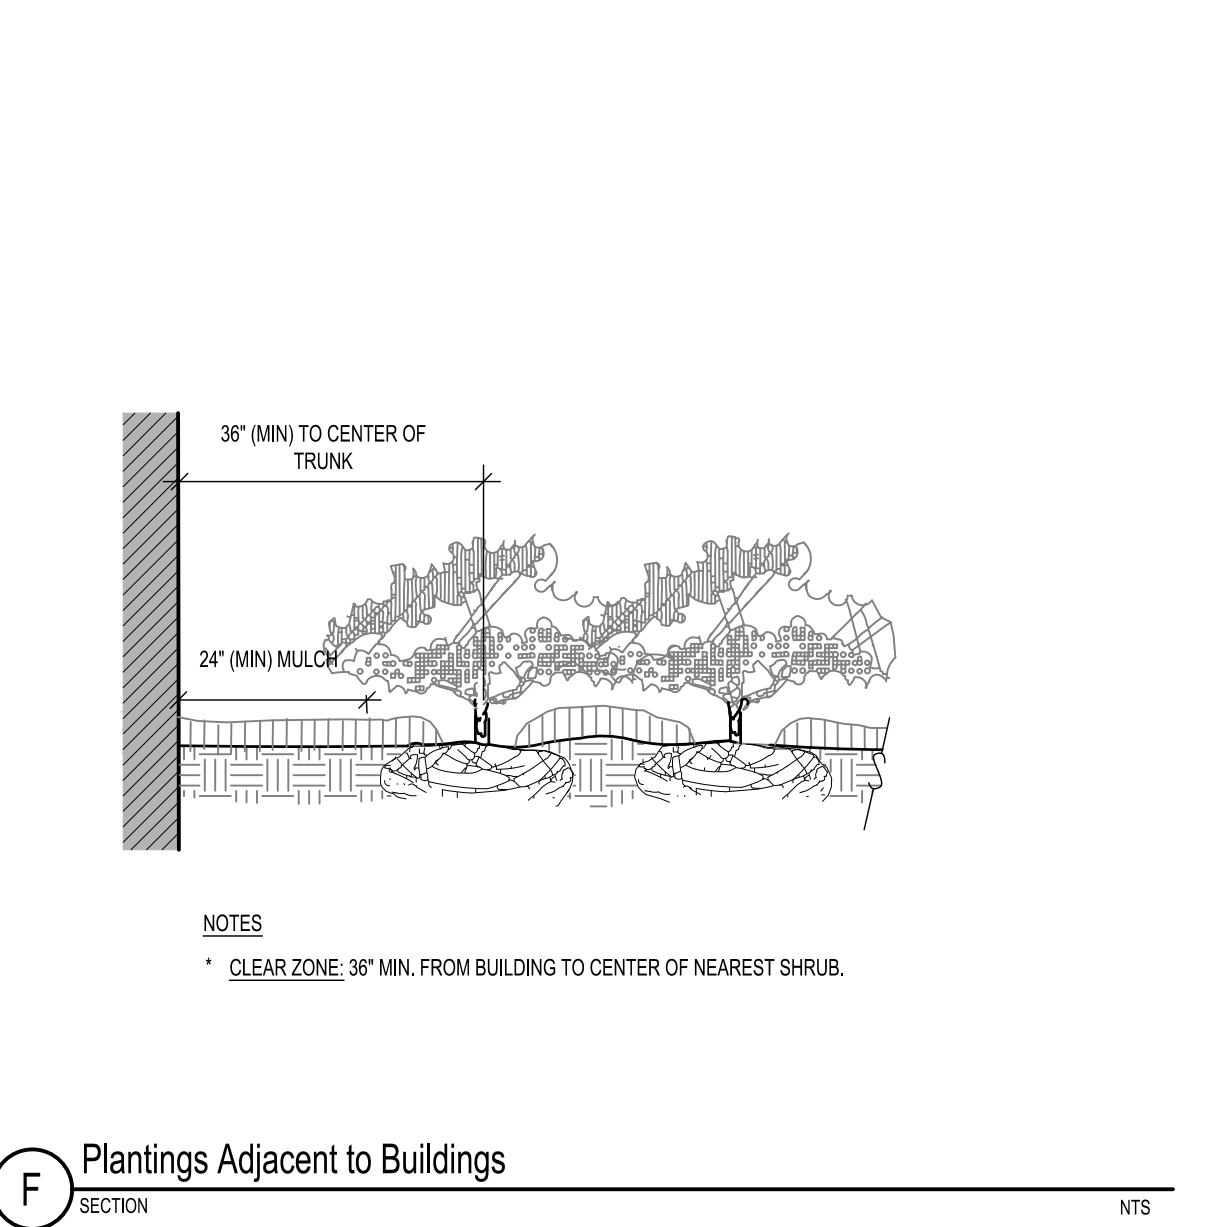 36" (MIN) TO CENTER OF
TRUNK
24" (MIN) MULCH
NOTES
* CLEAR ZONE: 36" MIN. FROM BUILDING TO CENTER OF NEAREST SHRUB.
F
Plantings Adjacent to Buildings
SECTION
NTS